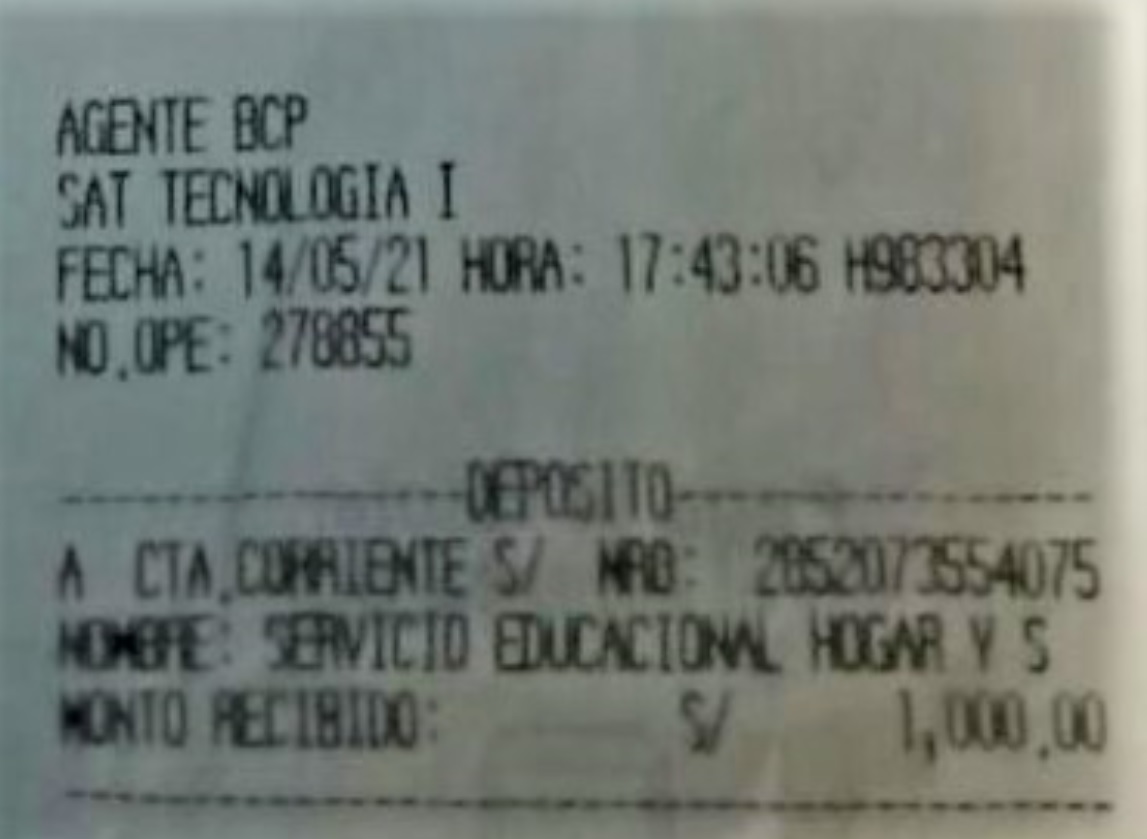 AGENTE BCP
SAT TECNOLOGIA I
FECHA: 14/05/21 HORA: 17:43:06 H983304
NO.OPE: 278855
DEPOSITO
A CTA.CORRIENTE S/ NRO: 2852073554075
NOMBRE: SERVICIO EDUCACIONAL HOGAR Y S
MONTO RECIBIDO: S/ 1,000.00